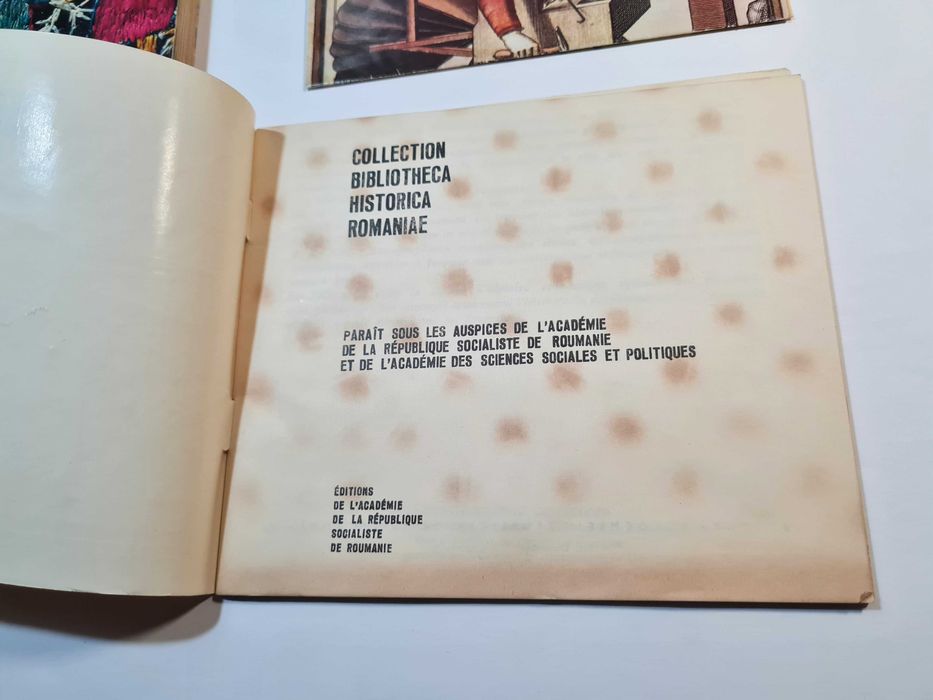 COLLECTION
BIBLIOTHECA
HISTORICA
ROMANIAE
PARAÎT SOUS LES AUSPICES DE L'ACADÉMIE
DE LA RÉPUBLIQUE SOCIALISTE DE ROUMANIE
ET DE L'ACADÉMIE DES SCIENCES SOCIALES ET POLITIQUES
ÉDITIONS
DE L'ACADÉMIE
DE LA RÉPUBLIQUE
SOCIALISTE
DE ROUMANIE